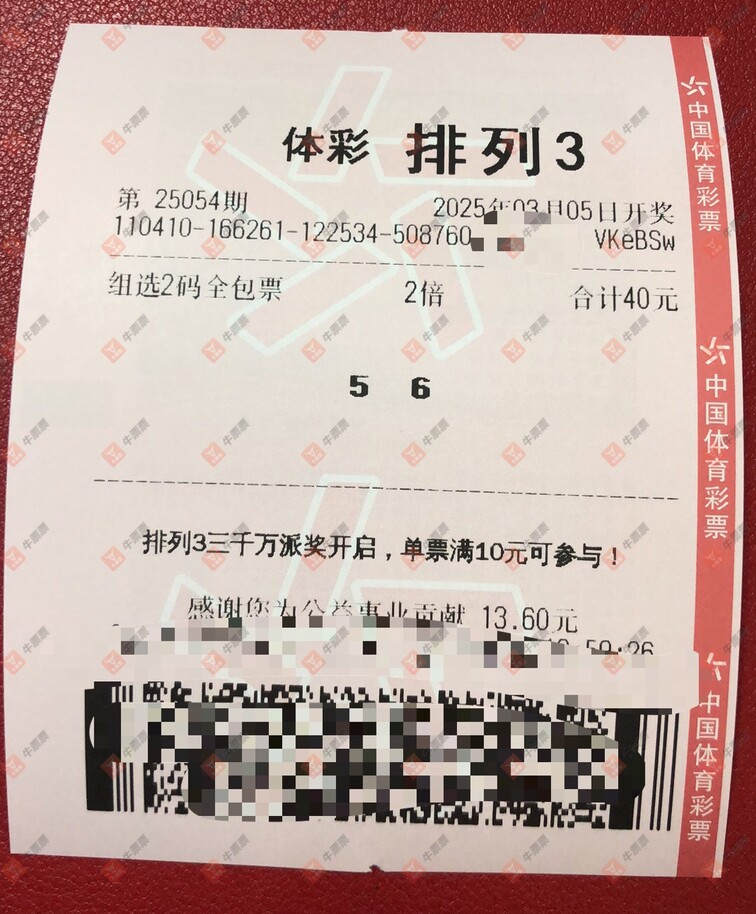 体彩 排列3
第 25054期
2025年03月05日开奖
110410-166261-122534-508760
VKeBSw
组选2码全包票 2倍 合计40元
5 6
排列3三千万派奖开启，单票满10元可参与！
感谢您为公益事业贡献 13.60元
:59:26
中国体育彩票
中国体育彩票
中国体育彩票
牛票票